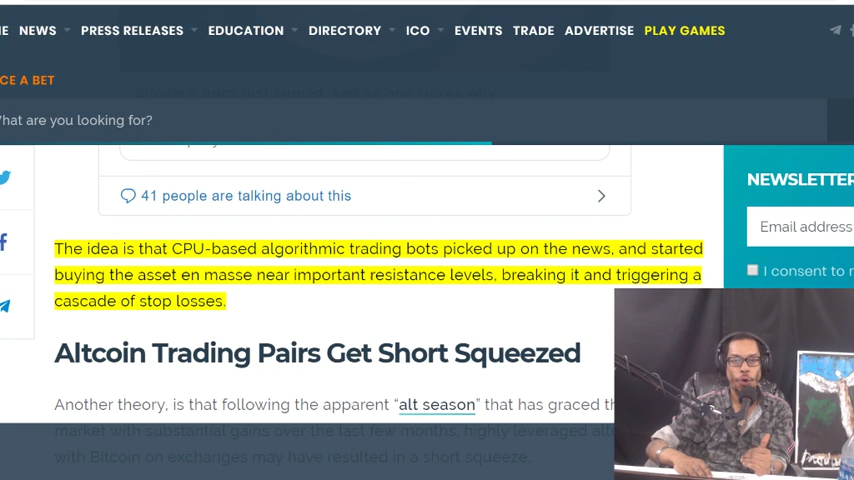 NEWS PRESS RELEASES EDUCATION DIRECTORY ICO EVENTS TRADE ADVERTISE PLAY GAMES
CE A BET
hat are you looking for?
41 people are talking about this
NEWSLETTER
Email address
I consent to r
The idea is that CPU-based algorithmic trading bots picked up on the news, and started
buying the asset en masse near important resistance levels, breaking it and triggering a
cascade of stop losses.
Altcoin Trading Pairs Get Short Squeezed
Another theory, is that following the apparent “alt season” that has graced th
market with substantial gains over the last few months, highly leveraged alt
with Bitcoin on exchanges may have resulted in a short squeeze.